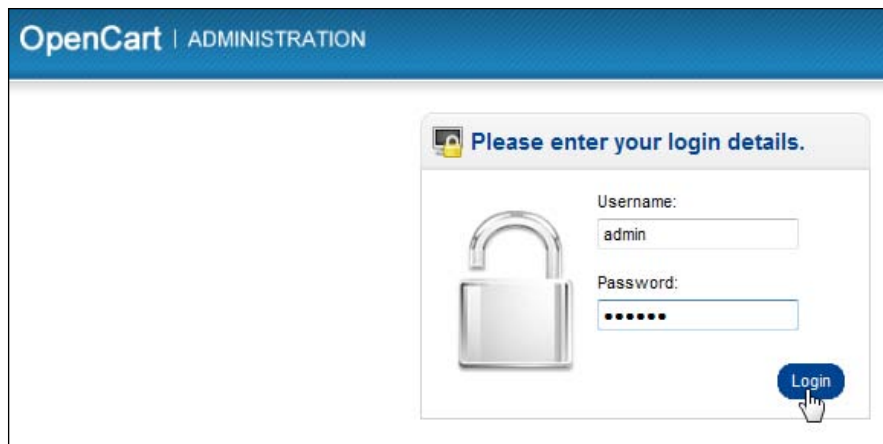 OpenCart | ADMINISTRATION
Please enter your login details.
Username:
admin
Password:
••••••
Login